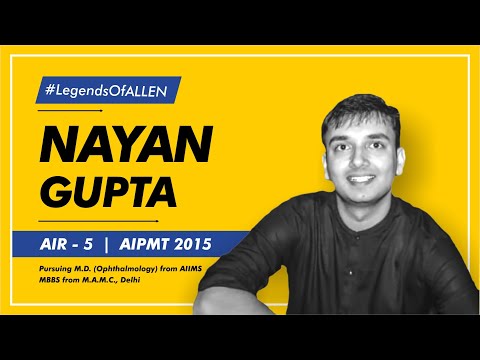 #LegendsOfALLEN
NAYAN
GUPTA
AIR - 5 | AIPMT 2015
Pursuing M.D. (Ophthalmology) from AIIMS
MBBS from M.A.M.C., Delhi